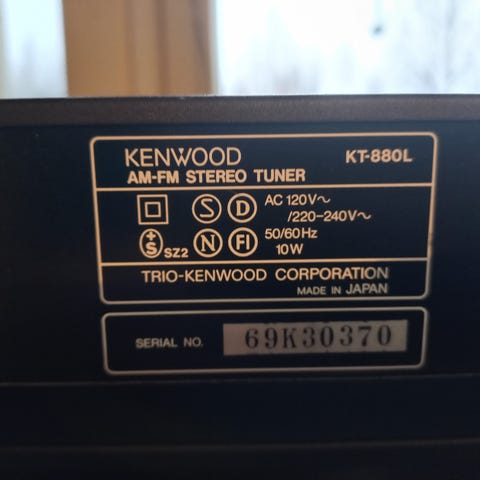 KENWOOD KT-880L
AM-FM STEREO TUNER
S D AC 120V~
/220-240V~
S SZ2 N FI 50/60Hz
10W
TRIO-KENWOOD CORPORATION
MADE IN JAPAN
SERIAL NO. 69K30370